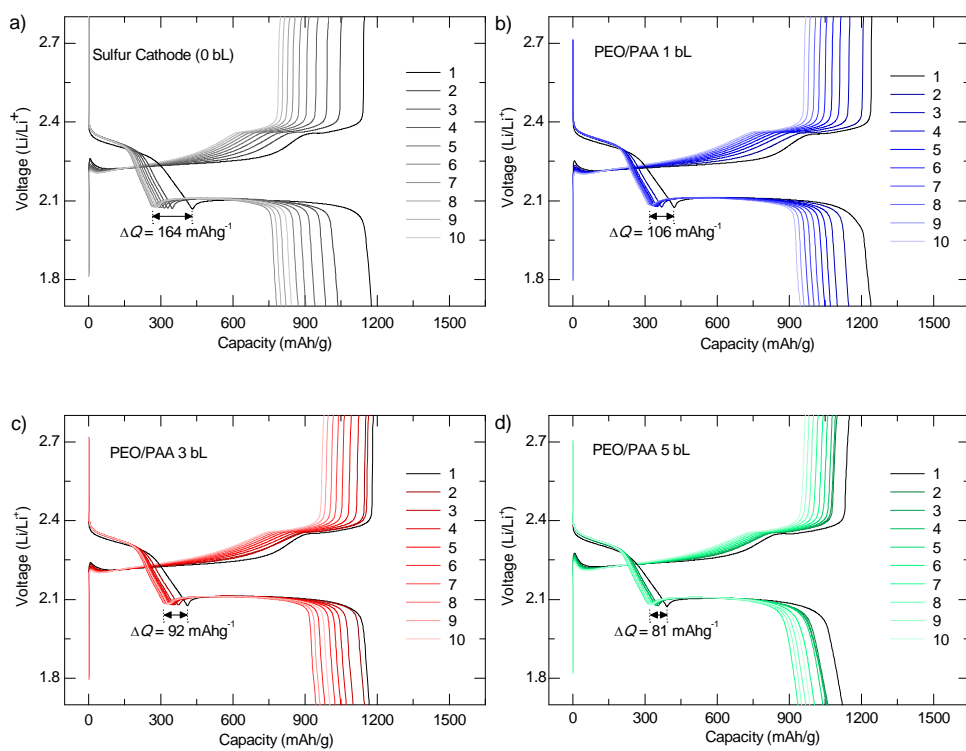 a)
Sulfur Cathode (0 bL)
Voltage (Li/Li⁺)
2.7
2.4
2.1
1.8
ΔQ = 164 mAhg⁻¹
1
2
3
4
5
6
7
8
9
10
0 300 600 900 1200 1500
Capacity (mAh/g)
b)
PEO/PAA 1 bL
Voltage (Li/Li⁺)
2.7
2.4
2.1
1.8
ΔQ = 106 mAhg⁻¹
1
2
3
4
5
6
7
8
9
10
0 300 600 900 1200 1500
Capacity (mAh/g)
c)
PEO/PAA 3 bL
Voltage (Li/Li⁺)
2.7
2.4
2.1
1.8
ΔQ = 92 mAhg⁻¹
1
2
3
4
5
6
7
8
9
10
0 300 600 900 1200 1500
Capacity (mAh/g)
d)
PEO/PAA 5 bL
Voltage (Li/Li⁺)
2.7
2.4
2.1
1.8
ΔQ = 81 mAhg⁻¹
1
2
3
4
5
6
7
8
9
10
0 300 600 900 1200 1500
Capacity (mAh/g)